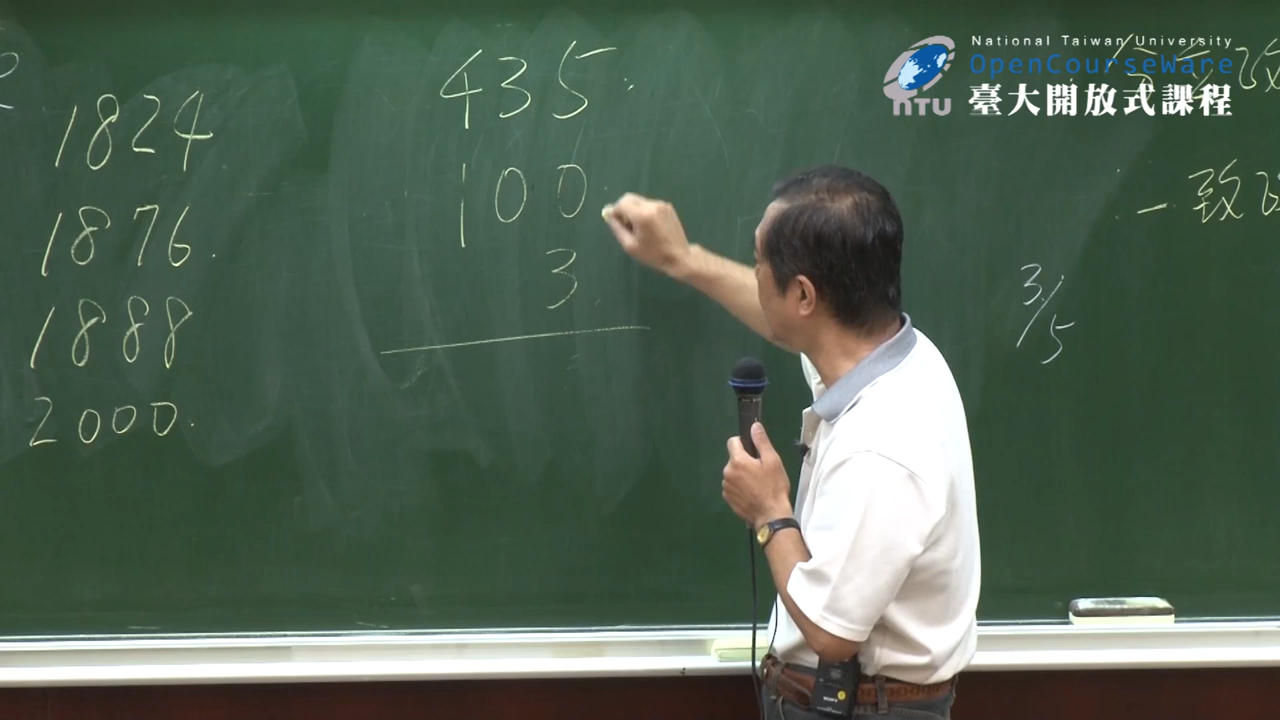 National Taiwan University
OpenCourseWare
NTU 臺大開放式課程
1824
1876.
1888
2000.
435
100
3
一致
3/5